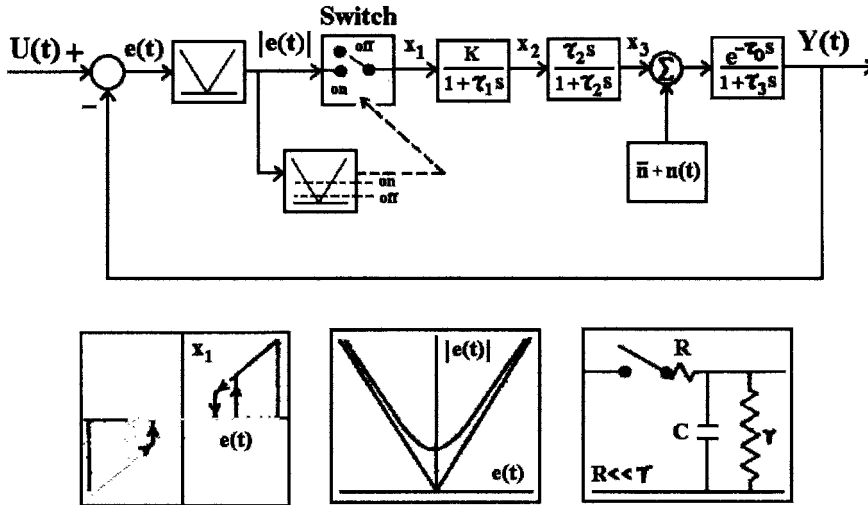 Switch
U(t) + e(t) |e(t)| off on x₁ K x₂ τ₂s x₃ Σ e^-τ₀s Y(t)
1+τ₁s 1+τ₂s 1+τ₃s
−
on
off
n̄ + n(t)
x₁
e(t)
|e(t)|
e(t)
R
C
τ
R<<τ